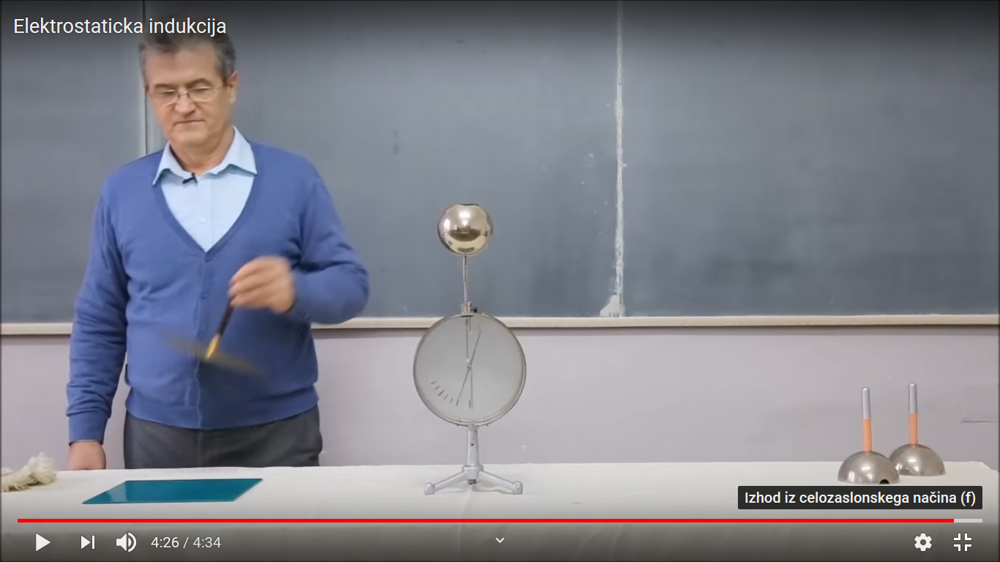 Elektrostaticka indukcija
Izhod iz celozaslonskega načina (f)
4:26 / 4:34